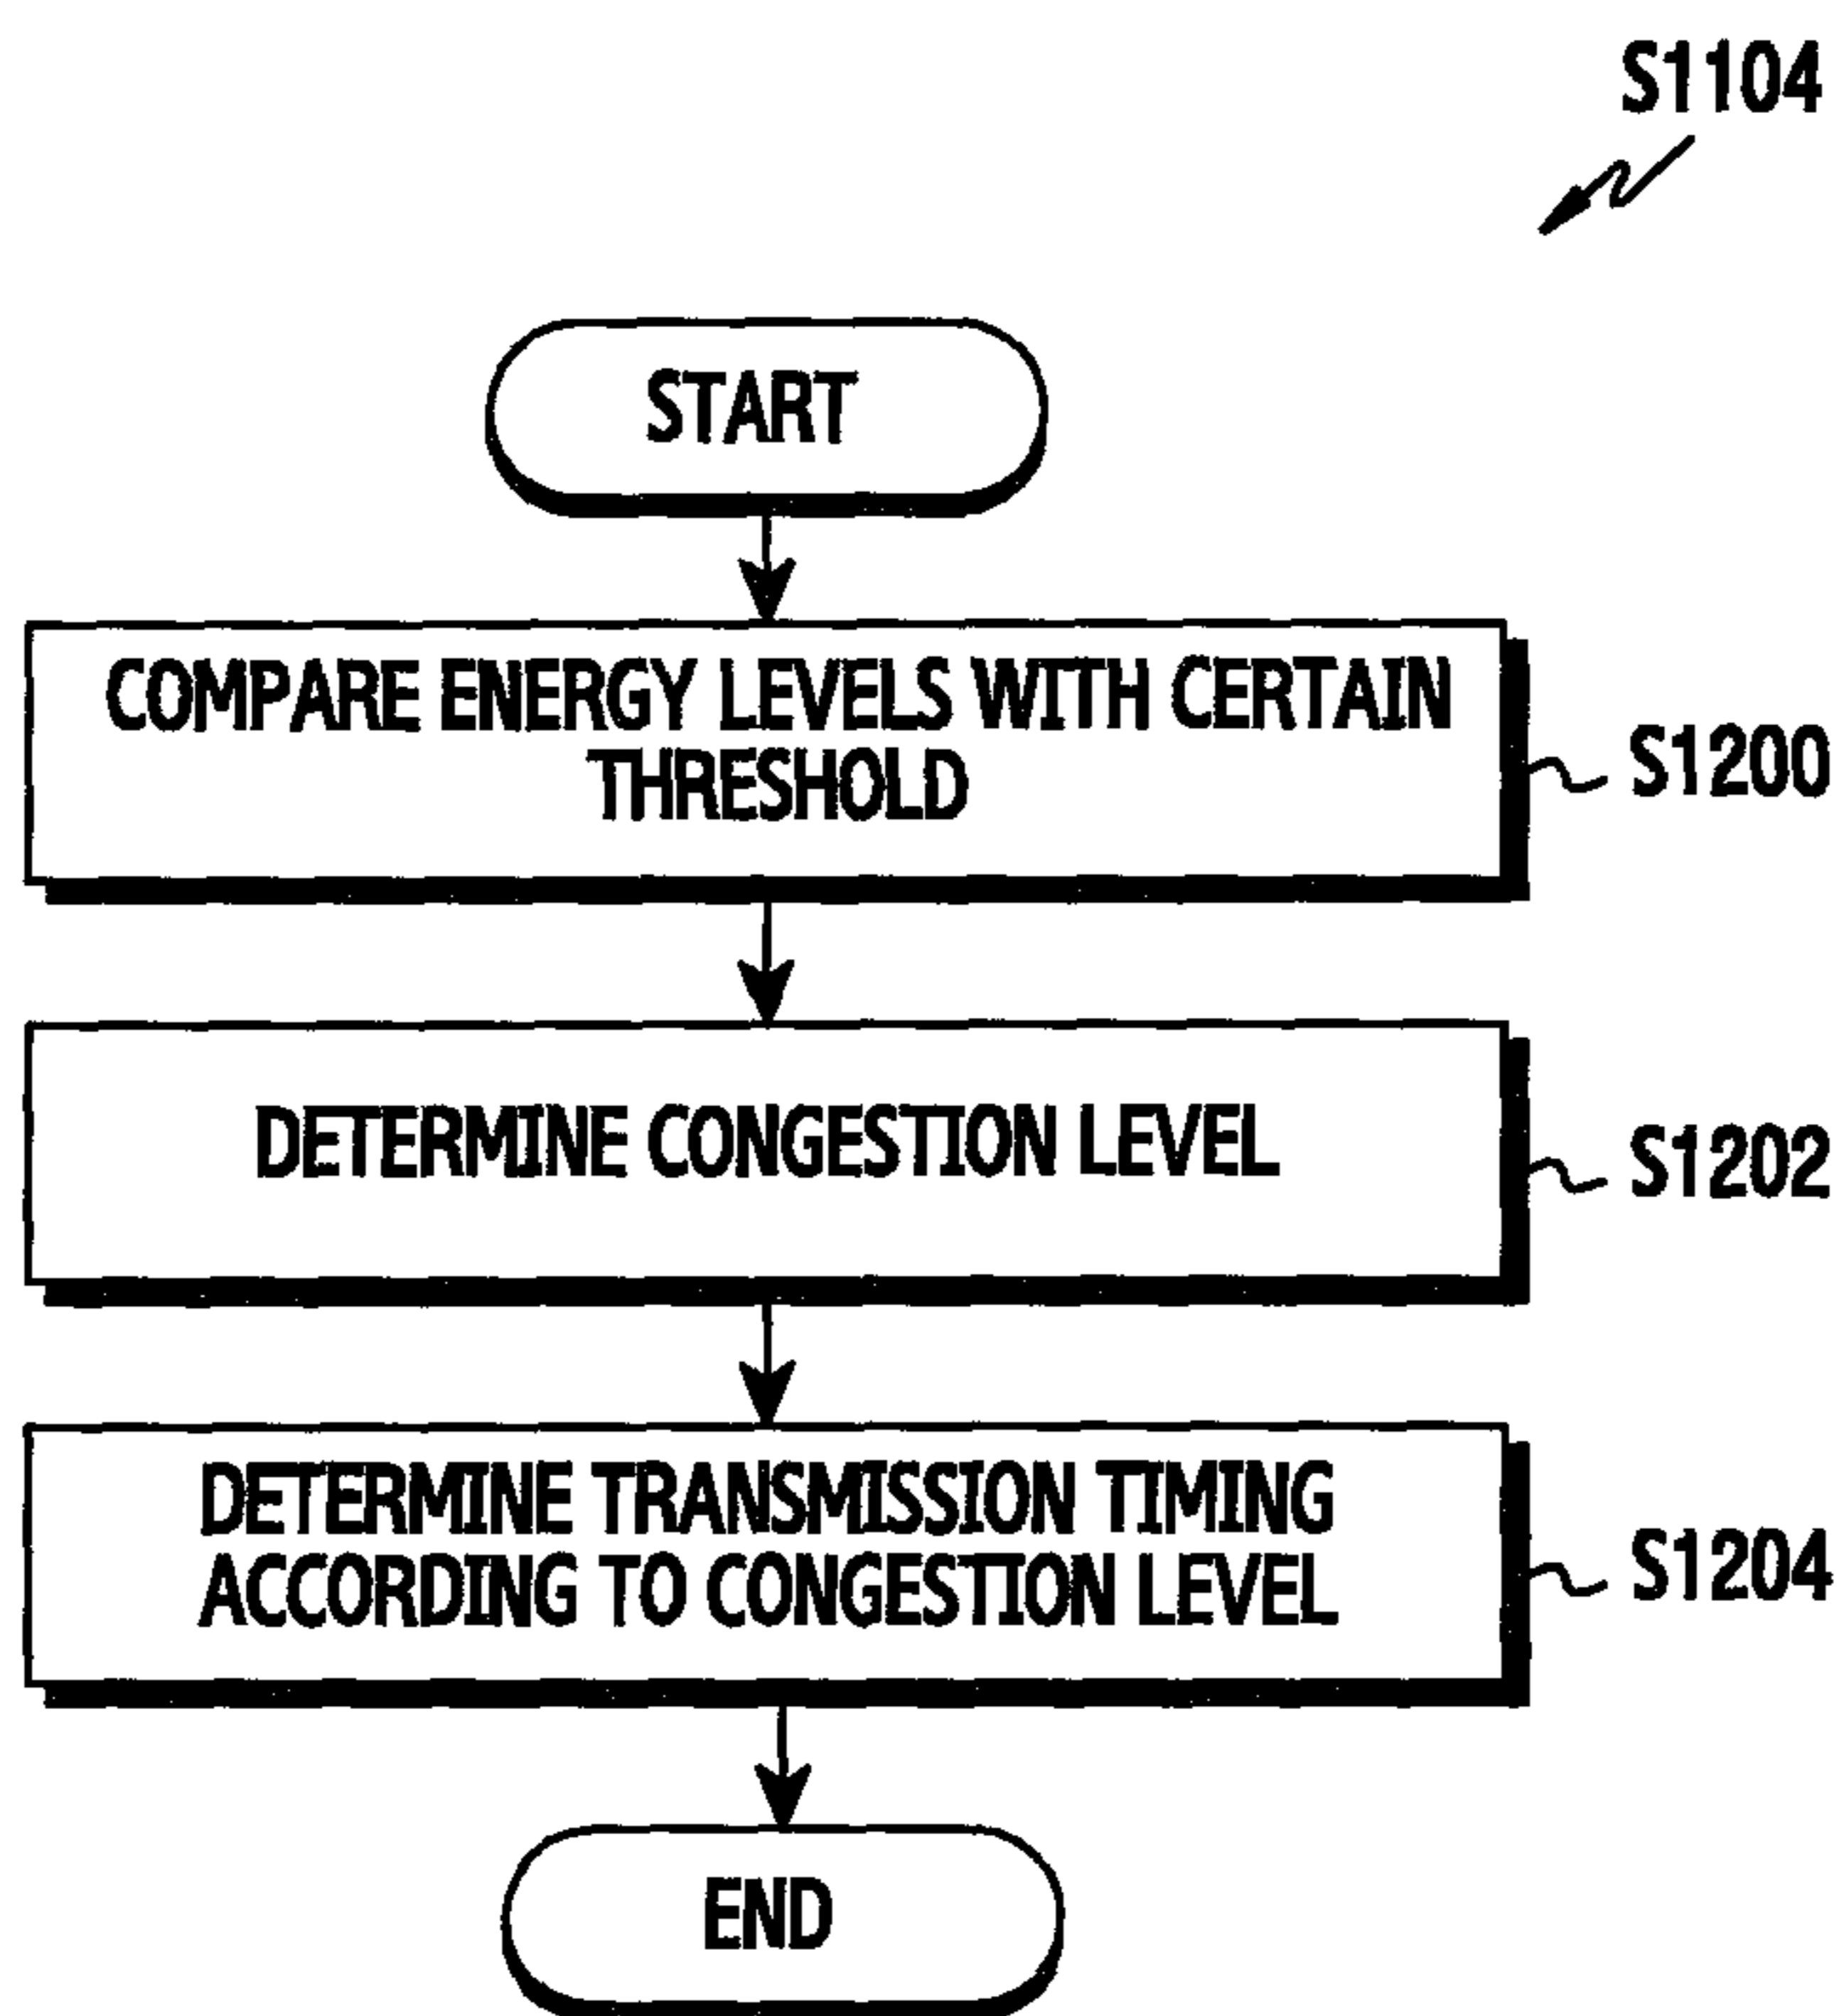 S1104
START
COMPARE ENERGY LEVELS WITH CERTAIN
THRESHOLD
S1200
DETERMINE CONGESTION LEVEL
S1202
DETERMINE TRANSMISSION TIMING
ACCORDING TO CONGESTION LEVEL
S1204
END